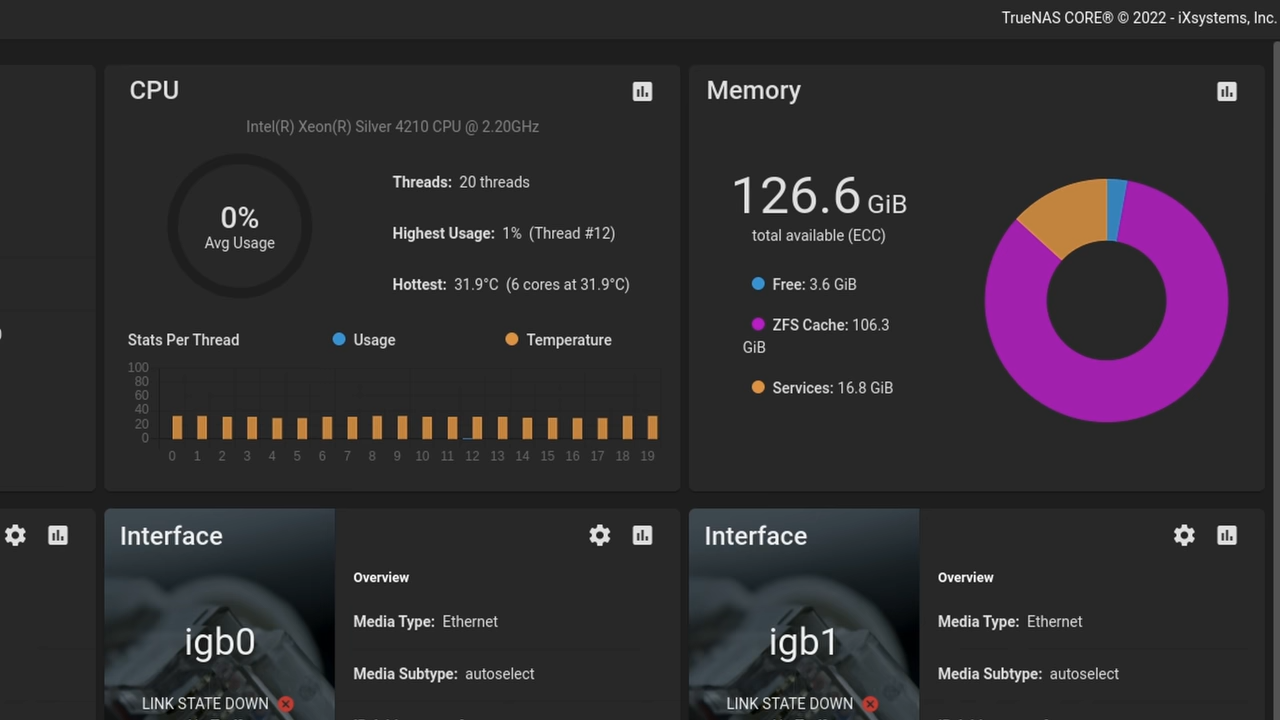 TrueNAS CORE® © 2022 - iXsystems, Inc.
CPU
Intel(R) Xeon(R) Silver 4210 CPU @ 2.20GHz
0%
Avg Usage
Threads: 20 threads
Highest Usage: 1% (Thread #12)
Hottest: 31.9°C (6 cores at 31.9°C)
Stats Per Thread Usage Temperature
100
80
60
40
20
0
0 1 2 3 4 5 6 7 8 9 10 11 12 13 14 15 16 17 18 19
Memory
126.6 GiB
total available (ECC)
Free: 3.6 GiB
ZFS Cache: 106.3
GiB
Services: 16.8 GiB
Interface
igb0
LINK STATE DOWN
Overview
Media Type: Ethernet
Media Subtype: autoselect
Interface
igb1
LINK STATE DOWN
Overview
Media Type: Ethernet
Media Subtype: autoselect